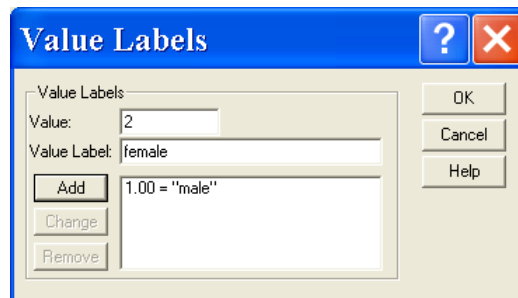 Value Labels
?
Value Labels
Value: 2
Value Label: female
Add
1.00 = "male"
Change
Remove
OK
Cancel
Help